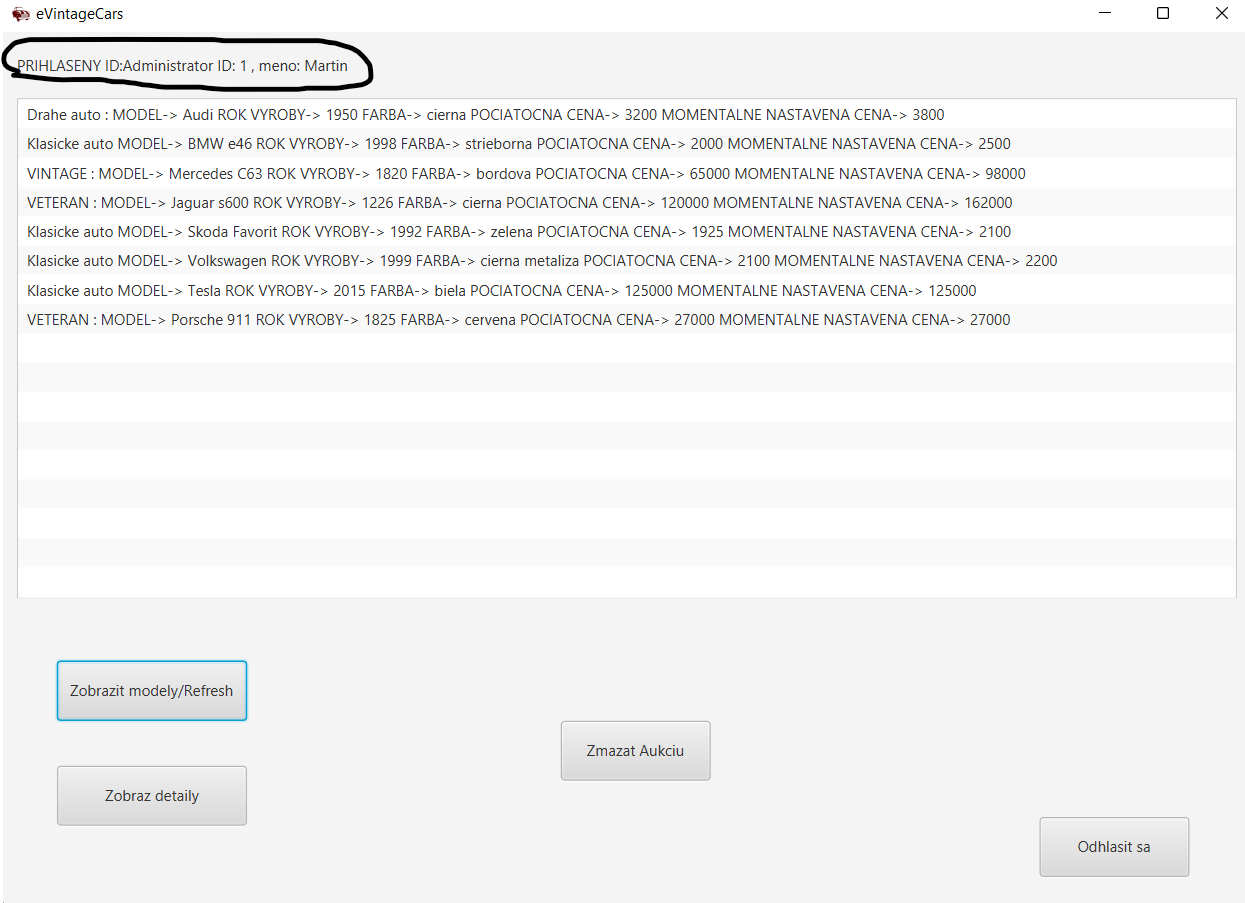 eVintageCars
PRIHLASENY ID:Administrator ID: 1 , meno: Martin
Drahe auto : MODEL-> Audi ROK VYROBY-> 1950 FARBA-> cierna POCIATOCNA CENA-> 3200 MOMENTALNE NASTAVENA CENA-> 3800
Klasicke auto MODEL-> BMW e46 ROK VYROBY-> 1998 FARBA-> strieborna POCIATOCNA CENA-> 2000 MOMENTALNE NASTAVENA CENA-> 2500
VINTAGE : MODEL-> Mercedes C63 ROK VYROBY-> 1820 FARBA-> bordova POCIATOCNA CENA-> 65000 MOMENTALNE NASTAVENA CENA-> 98000
VETERAN : MODEL-> Jaguar s600 ROK VYROBY-> 1226 FARBA-> cierna POCIATOCNA CENA-> 120000 MOMENTALNE NASTAVENA CENA-> 162000
Klasicke auto MODEL-> Skoda Favorit ROK VYROBY-> 1992 FARBA-> zelena POCIATOCNA CENA-> 1925 MOMENTALNE NASTAVENA CENA-> 2100
Klasicke auto MODEL-> Volkswagen ROK VYROBY-> 1999 FARBA-> cierna metaliza POCIATOCNA CENA-> 2100 MOMENTALNE NASTAVENA CENA-> 2200
Klasicke auto MODEL-> Tesla ROK VYROBY-> 2015 FARBA-> biela POCIATOCNA CENA-> 125000 MOMENTALNE NASTAVENA CENA-> 125000
VETERAN : MODEL-> Porsche 911 ROK VYROBY-> 1825 FARBA-> cervena POCIATOCNA CENA-> 27000 MOMENTALNE NASTAVENA CENA-> 27000
Zobrazit modely/Refresh
Zmazat Aukciu
Zobraz detaily
Odhlasit sa